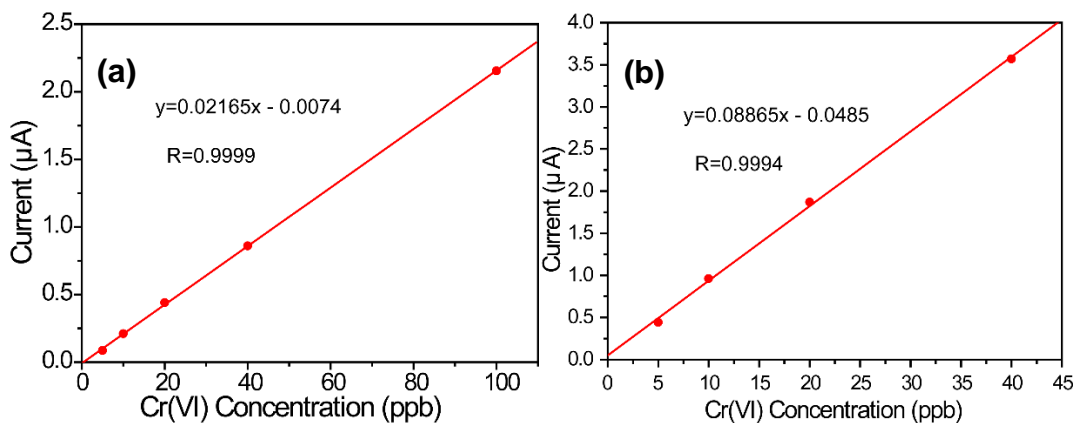 (a)
y=0.02165x - 0.0074
R=0.9999
Current (µA)
2.5
2.0
1.5
1.0
0.5
0.0
0 20 40 60 80 100
Cr(VI) Concentration (ppb)
(b)
y=0.08865x - 0.0485
R=0.9994
Current (µA)
4.0
3.5
3.0
2.5
2.0
1.5
1.0
0.5
0.0
0 5 10 15 20 25 30 35 40 45
Cr(VI) Concentration (ppb)